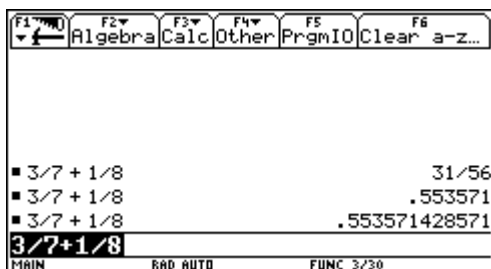 F1 F2 Algebra F3 Calc F4 Other F5 PrgmIO F6 Clear a-z…
3/7 + 1/8 31/56
3/7 + 1/8 .553571
3/7 + 1/8 .553571428571
3/7+1/8
MAIN RAD AUTO FUNC 3/30